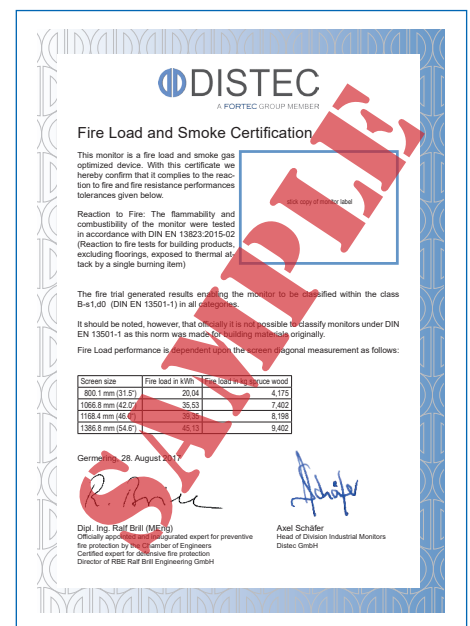 DISTEC
A FORTEC GROUP MEMBER
Fire Load and Smoke Certification
This monitor is a fire load and smoke gas
optimized device. With this certificate we
hereby confirm that it complies to the reac-
tion to fire and fire resistance performances
tolerances given below.
stick copy of monitor label
Reaction to Fire: The flammability and
combustibility of the monitor were tested
in accordance with DIN EN 13823:2015-02
(Reaction to fire tests for building products,
excluding floorings, exposed to thermal at-
tack by a single burning item)
The fire trial generated results enabling the monitor to be classified within the class
B-s1,d0 (DIN EN 13501-1) in all categories.
It should be noted, however, that officially it is not possible to classify monitors under DIN
EN 13501-1 as this norm was made for building materials originally.
Fire Load performance is dependent upon the screen diagonal measurement as follows:
Screen size Fire load in kWh Fire load in kg spruce wood
800.1 mm (31.5") 20,04 4,175
1066.8 mm (42.0") 35,53 7,402
1168.4 mm (46.0") 39,35 8,198
1386.8 mm (54.6") 45,13 9,402
SAMPLE
Germering, 28. August 2017
R. Brill
Schäfer
Dipl. Ing. Ralf Brill (MEng)
Officially appointed and inaugurated expert for preventive
fire protection by the Chamber of Engineers
Certified expert for defensive fire protection
Director of RBE Ralf Brill Engineering GmbH
Axel Schäfer
Head of Division Industrial Monitors
Distec GmbH